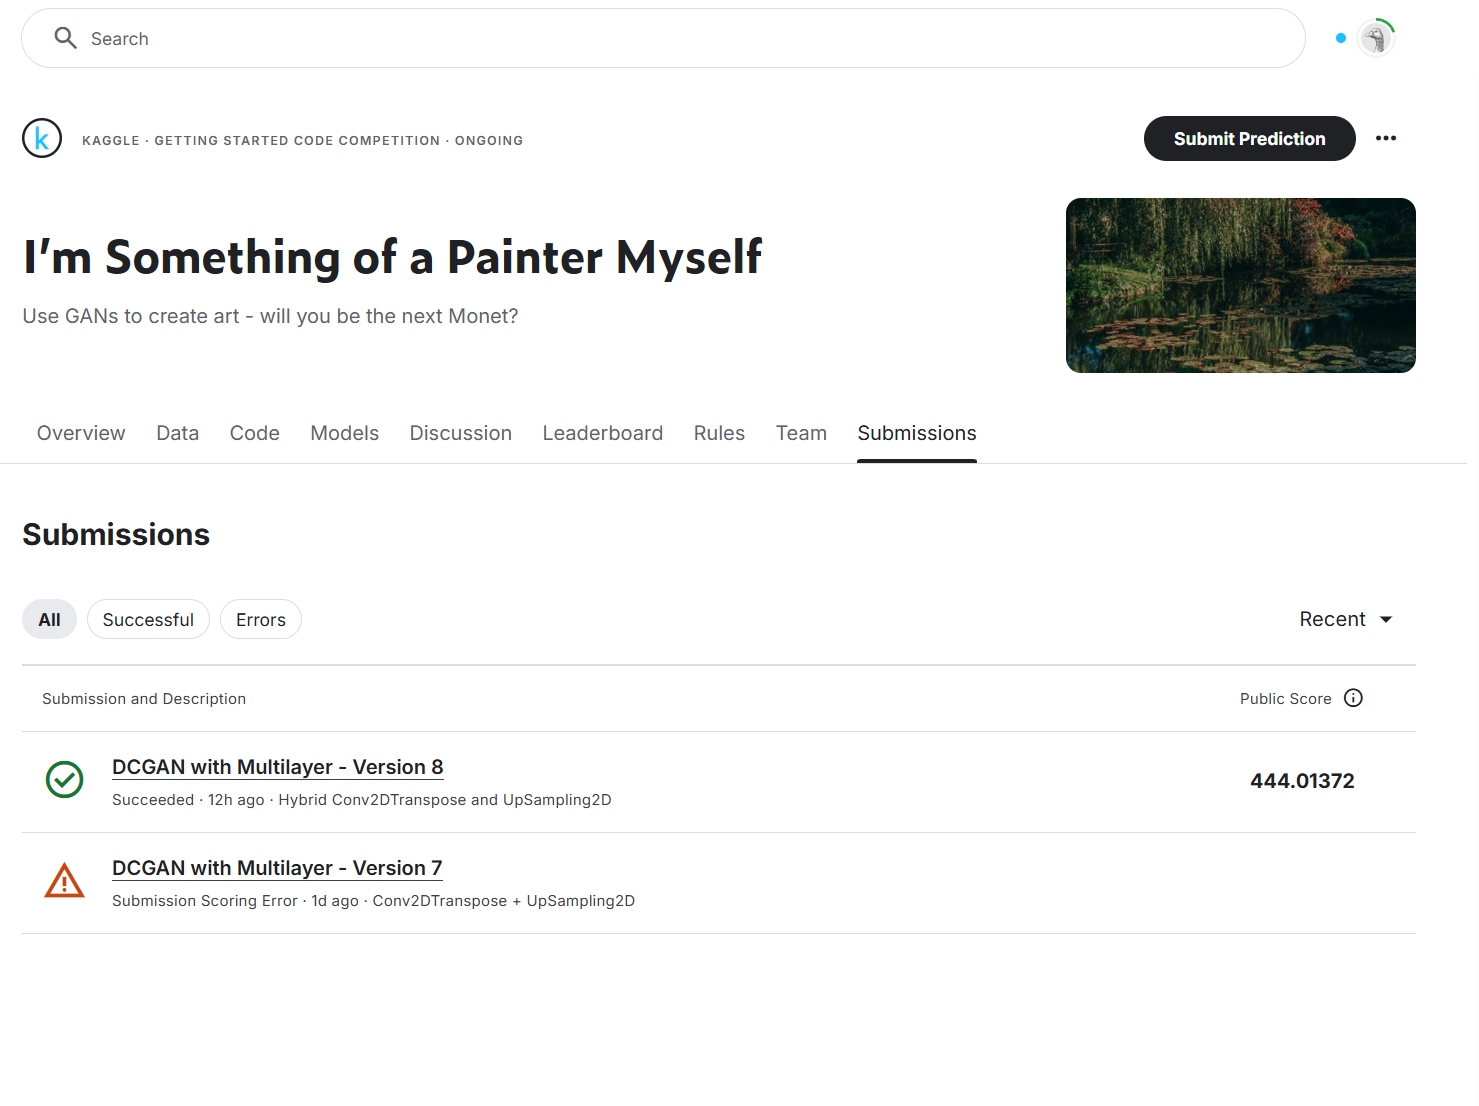 Search
k
KAGGLE · GETTING STARTED CODE COMPETITION · ONGOING
Submit Prediction
I'm Something of a Painter Myself
Use GANs to create art - will you be the next Monet?
Overview Data Code Models Discussion Leaderboard Rules Team Submissions
Submissions
All Successful Errors
Recent
Submission and Description
Public Score
DCGAN with Multilayer - Version 8
Succeeded · 12h ago · Hybrid Conv2DTranspose and UpSampling2D
444.01372
DCGAN with Multilayer - Version 7
Submission Scoring Error · 1d ago · Conv2DTranspose + UpSampling2D